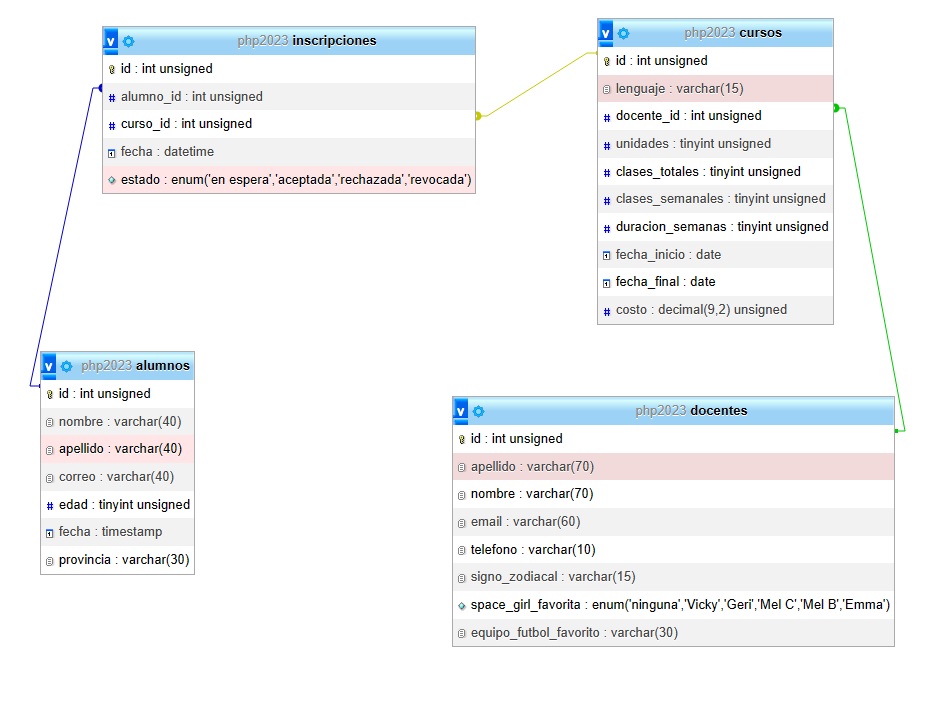 v php2023 inscripciones
id : int unsigned
# alumno_id : int unsigned
# curso_id : int unsigned
fecha : datetime
estado : enum('en espera','aceptada','rechazada','revocada')
v php2023 cursos
id : int unsigned
lenguaje : varchar(15)
# docente_id : int unsigned
# unidades : tinyint unsigned
# clases_totales : tinyint unsigned
# clases_semanales : tinyint unsigned
# duracion_semanas : tinyint unsigned
fecha_inicio : date
fecha_final : date
# costo : decimal(9,2) unsigned
v php2023 alumnos
id : int unsigned
nombre : varchar(40)
apellido : varchar(40)
correo : varchar(40)
# edad : tinyint unsigned
fecha : timestamp
provincia : varchar(30)
v php2023 docentes
id : int unsigned
apellido : varchar(70)
nombre : varchar(70)
email : varchar(60)
telefono : varchar(10)
signo_zodiacal : varchar(15)
space_girl_favorita : enum('ninguna','Vicky','Geri','Mel C','Mel B','Emma')
equipo_futbol_favorito : varchar(30)